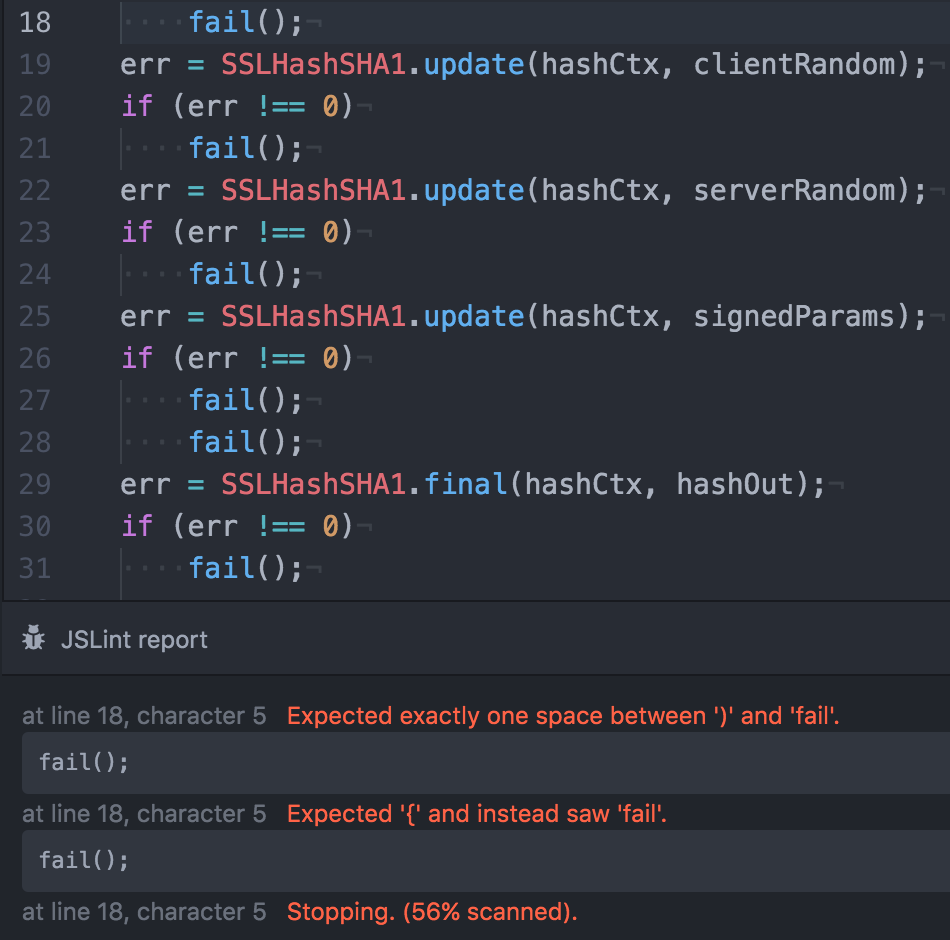 18 ····fail();¬
19 err = SSLHashSHA1.update(hashCtx, clientRandom);¬
20 if (err !== 0)¬
21 ····fail();¬
22 err = SSLHashSHA1.update(hashCtx, serverRandom);¬
23 if (err !== 0)¬
24 ····fail();¬
25 err = SSLHashSHA1.update(hashCtx, signedParams);¬
26 if (err !== 0)¬
27 ····fail();¬
28 ····fail();¬
29 err = SSLHashSHA1.final(hashCtx, hashOut);¬
30 if (err !== 0)¬
31 ····fail();¬
JSLint report
at line 18, character 5 Expected exactly one space between ')' and 'fail'.
fail();
at line 18, character 5 Expected '{' and instead saw 'fail'.
fail();
at line 18, character 5 Stopping. (56% scanned).